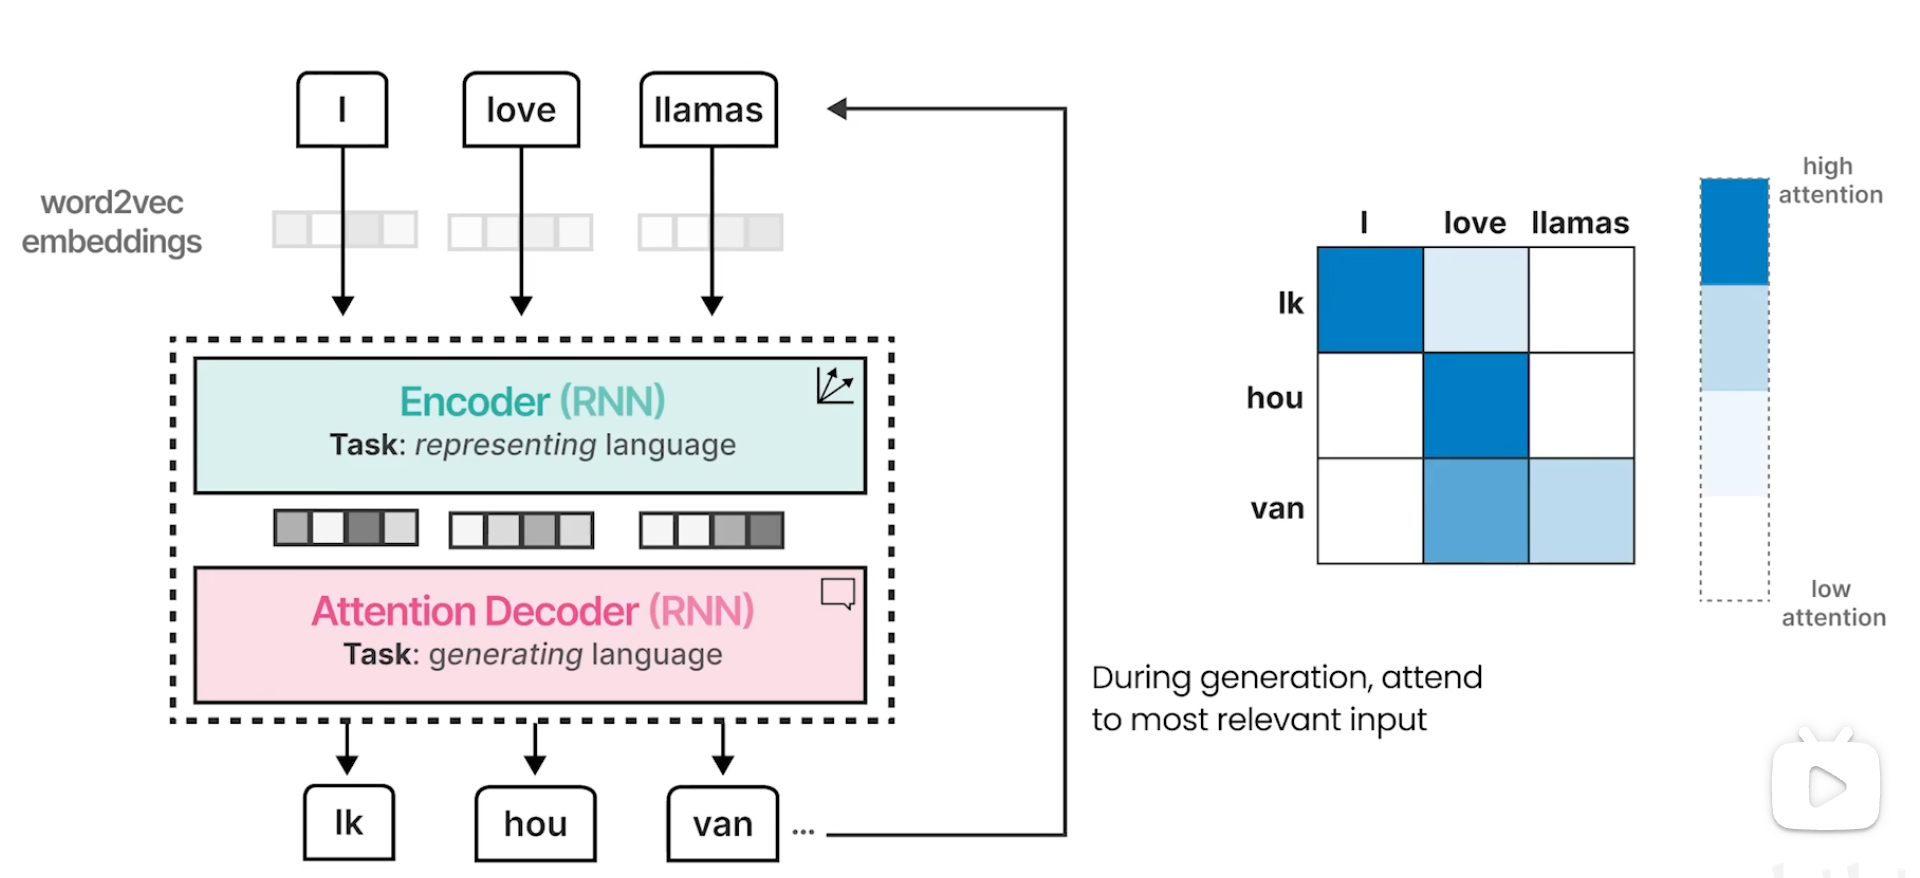 I love llamas
word2vec
embeddings
Encoder (RNN)
Task: representing language
Attention Decoder (RNN)
Task: generating language
Ik hou van ...
high
attention
I love llamas
Ik
hou
van
low
attention
During generation, attend
to most relevant input